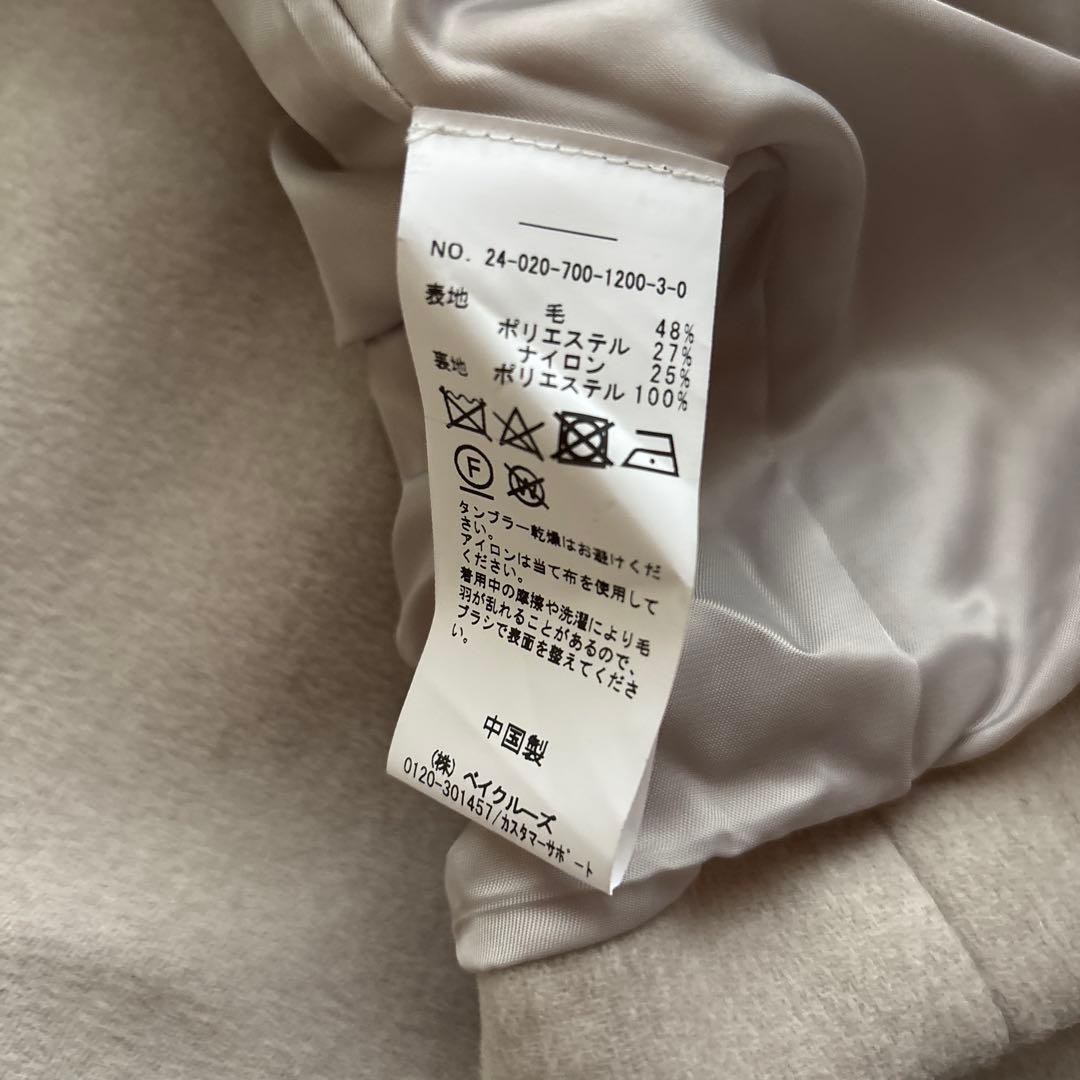 NO. 24-020-700-1200-3-0
表地 毛 48%
ポリエステル 27%
ナイロン 25%
裏地 ポリエステル 100%
F W
タンブラー乾燥はお避けくだ
さい。
アイロンは当て布を使用して
ください。
着用中の摩擦や洗濯により毛
羽が乱れることがあるので、
ブラシで表面を整えてくださ
い。
中国製
(株) ベイクルーズ
0120-301457/カスタマーサポート